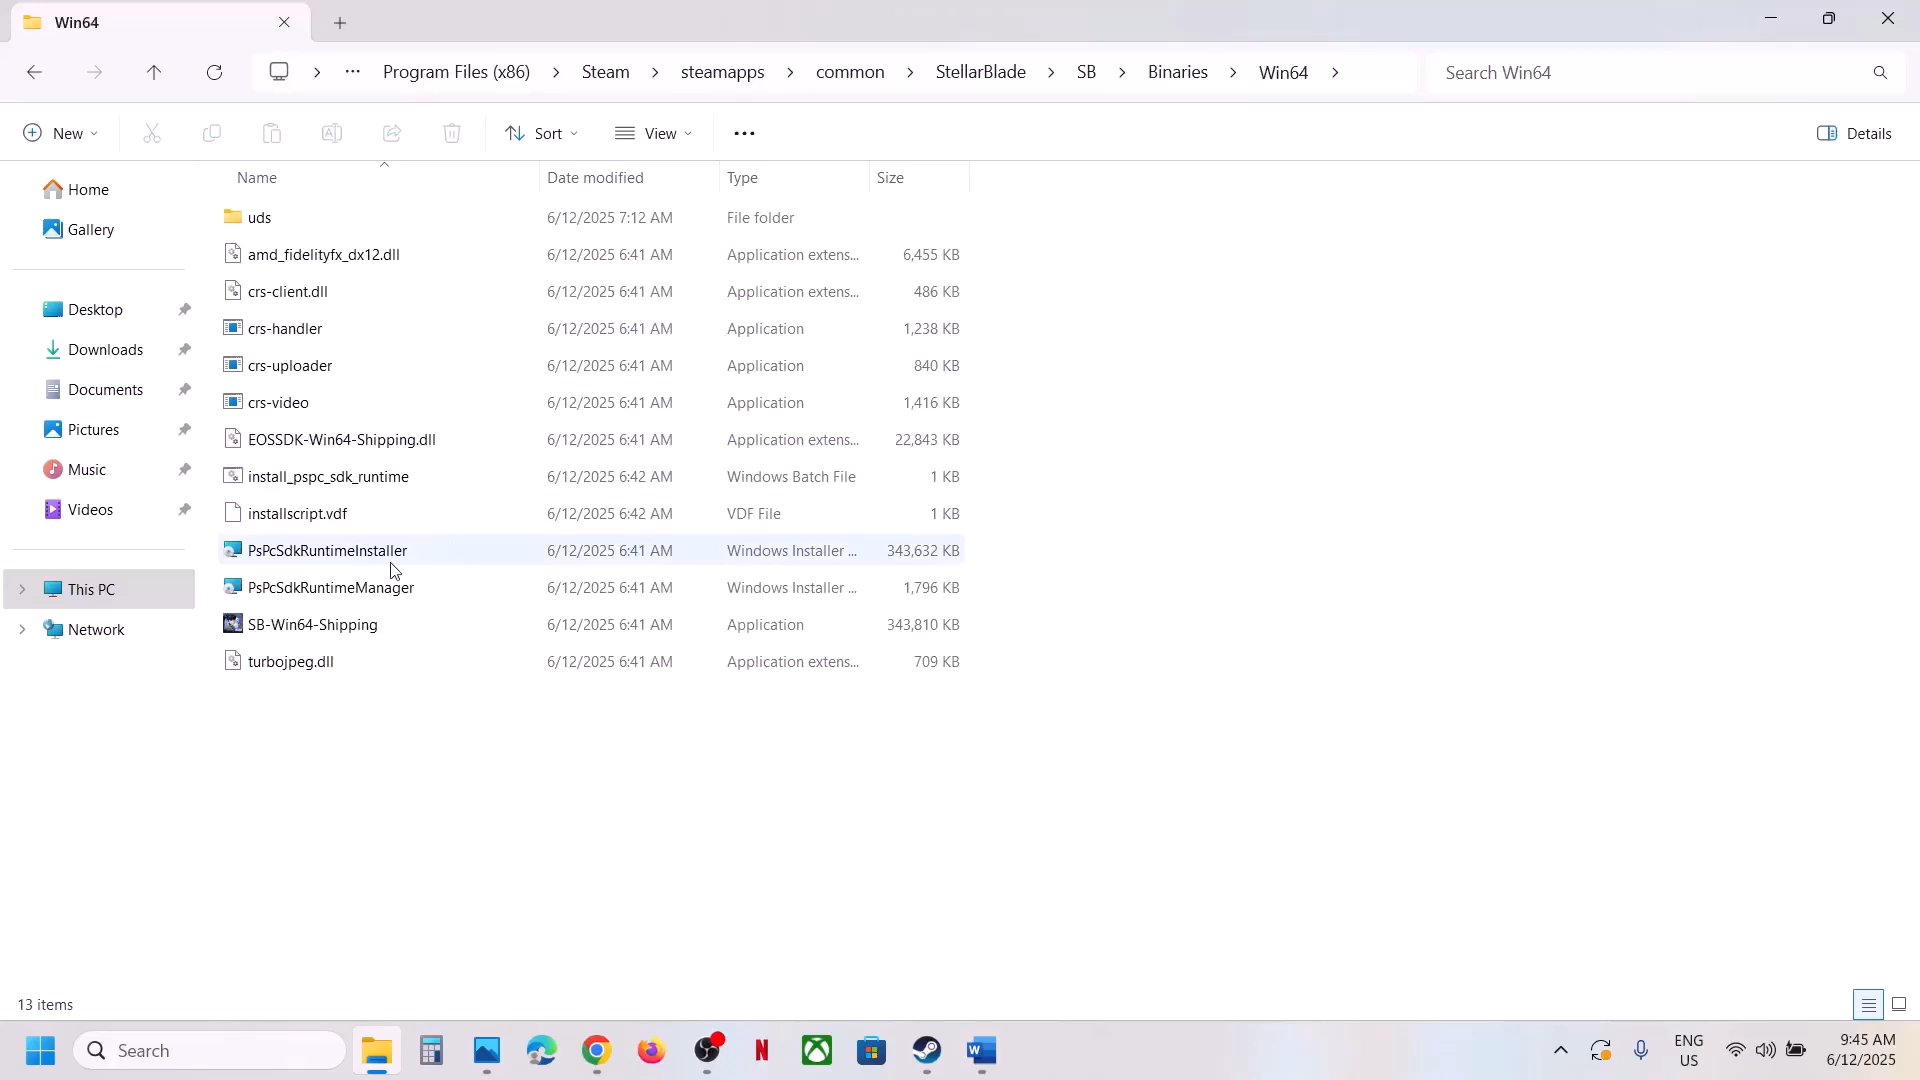 Win64
Program Files (x86) Steam steamapps common StellarBlade SB Binaries Win64
Search Win64
New Sort View Details
Name Date modified Type Size
Home
Gallery
Desktop
Downloads
Documents
Pictures
Music
Videos
This PC
Network
uds 6/12/2025 7:12 AM File folder
amd_fidelityfx_dx12.dll 6/12/2025 6:41 AM Application extens... 6,455 KB
crs-client.dll 6/12/2025 6:41 AM Application extens... 486 KB
crs-handler 6/12/2025 6:41 AM Application 1,238 KB
crs-uploader 6/12/2025 6:41 AM Application 840 KB
crs-video 6/12/2025 6:41 AM Application 1,416 KB
EOSSDK-Win64-Shipping.dll 6/12/2025 6:41 AM Application extens... 22,843 KB
install_pspc_sdk_runtime 6/12/2025 6:42 AM Windows Batch File 1 KB
installscript.vdf 6/12/2025 6:42 AM VDF File 1 KB
PsPcSdkRuntimeInstaller 6/12/2025 6:41 AM Windows Installer ... 343,632 KB
PsPcSdkRuntimeManager 6/12/2025 6:41 AM Windows Installer ... 1,796 KB
SB-Win64-Shipping 6/12/2025 6:41 AM Application 343,810 KB
turbojpeg.dll 6/12/2025 6:41 AM Application extens... 709 KB
13 items
Search
ENG
US
9:45 AM
6/12/2025